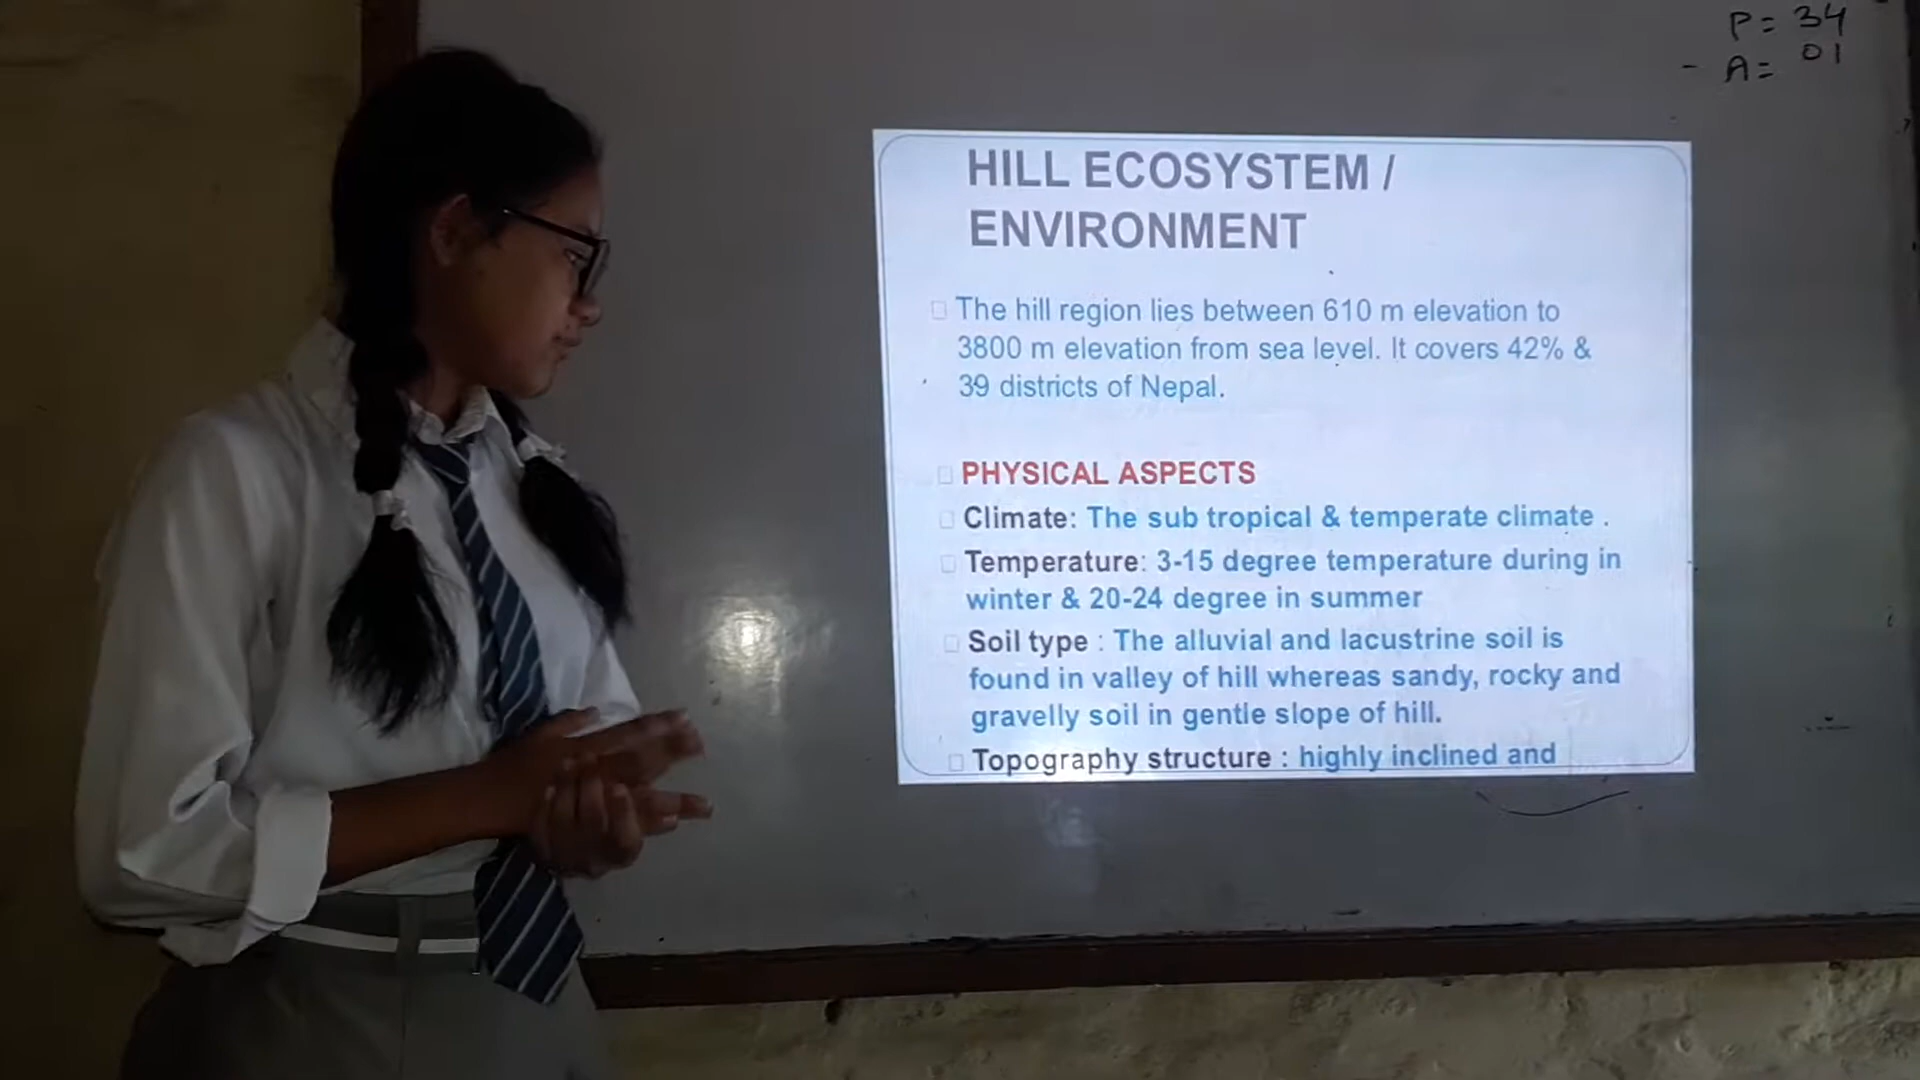 P = 34
- A = 01
HILL ECOSYSTEM /
ENVIRONMENT
The hill region lies between 610 m elevation to
3800 m elevation from sea level. It covers 42% &
39 districts of Nepal.
PHYSICAL ASPECTS
Climate: The sub tropical & temperate climate .
Temperature: 3-15 degree temperature during in
winter & 20-24 degree in summer
Soil type : The alluvial and lacustrine soil is
found in valley of hill whereas sandy, rocky and
gravelly soil in gentle slope of hill.
Topography structure : highly inclined and